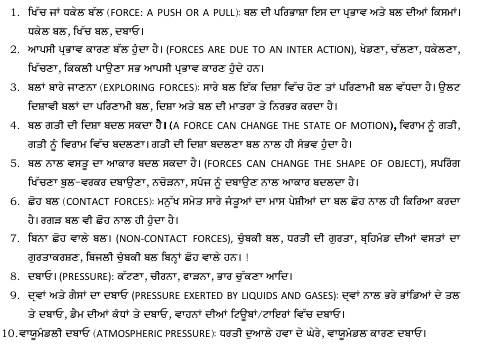 1. ਖਿੱਚ ਜਾਂ ਧਕੇਲ ਬੱਲ (FORCE: A PUSH OR A PULL): ਬਲ ਦੀ ਪਰਿਭਾਸ਼ਾ ਇਸ ਦਾ ਪ੍ਰਭਾਵ ਅਤੇ ਬਲ ਦੀਆਂ ਕਿਸਮਾਂ।
ਧਕੇਲ ਬਲ, ਖਿੱਚ ਬਲ, ਦਬਾਓ।
2. ਆਪਸੀ ਪ੍ਰਭਾਵ ਕਾਰਣ ਬੱਲ ਹੁੰਦਾ ਹੈ। (FORCES ARE DUE TO AN INTER ACTION), ਖੇਡਣਾ, ਚੱਲਣਾ, ਧਕੇਲਣਾ,
ਖਿੱਚਣਾ, ਕਿਕਲੀ ਪਾਉਣਾ ਸਭ ਆਪਸੀ ਪ੍ਰਭਾਵ ਕਾਰਣ ਹੁੰਦੇ ਹਨ।
3. ਬਲਾਂ ਬਾਰੇ ਜਾਣਨਾ (EXPLORING FORCES): ਸਾਰੇ ਬਲ ਇਕੱ ਦਿਸ਼ਾ ਵਿੱਚ ਹੋਣ ਤਾਂ ਪਰਿਣਾਮੀ ਬਲ ਵੱਧਦਾ ਹੈ। ਉਲਟ
ਦਿਸ਼ਾਵੀ ਬਲਾਂ ਦਾ ਪਰਿਣਾਮੀ ਬਲ, ਦਿਸ਼ਾ ਅਤੇ ਬਲ ਦੀ ਮਾਤਰਾ ਤੇ ਨਿਰਭਰ ਕਰਦਾ ਹੈ।
4. ਬਲ ਗਤੀ ਦੀ ਦਿਸ਼ਾ ਬਦਲ ਸਕਦਾ ਹੈ। (A FORCE CAN CHANGE THE STATE OF MOTION), ਵਿਰਾਮ ਨੂੰ ਗਤੀ,
ਗਤੀ ਨੂੰ ਵਿਰਾਮ ਵਿੱਚ ਬਦਲਣਾ। ਗਤੀ ਦੀ ਦਿਸ਼ਾ ਬਦਲਣਾ ਬਲ ਨਾਲ ਹੀ ਸੰਭਵ ਹੁੰਦਾ ਹੈ।
5. ਬਲ ਨਾਲ ਵਸਤੂ ਦਾ ਆਕਾਰ ਬਦਲ ਸਕਦਾ ਹੈ। (FORCES CAN CHANGE THE SHAPE OF OBJECT), ਸਪਰਿੰਗ
ਖਿੱਚਣਾ ਬੁਲ-ਵਰਕਰ ਦਬਾਉਣਾ, ਨਚੋੜਨਾ, ਸਪੰਜ ਨੂੰ ਦਬਾਉਣ ਨਾਲ ਆਕਾਰ ਬਦਲਦਾ ਹੈ।
6. ਛੋਹ ਬਲ (CONTACT FORCES): ਮਨੁੱਖ ਸਮੇਤ ਸਾਰੇ ਜੰਤੂਆਂ ਦਾ ਮਾਸ ਪੇਸ਼ੀਆਂ ਦਾ ਬਲ ਛੋਹ ਨਾਲ ਹੀ ਕਿਰਿਆ ਕਰਦਾ
ਹੈ। ਰਗੜ ਬਲ ਵੀ ਛੋਹ ਨਾਲ ਹੀ ਹੁੰਦਾ ਹੈ।
7. ਬਿਨਾ ਛੋਹ ਵਾਲੇ ਬਲ। (NON-CONTACT FORCES), ਚੁੰਬਕੀ ਬਲ, ਧਰਤੀ ਦੀ ਗੁਰਤਾ, ਬ੍ਰਹਿਮੰਡ ਦੀਆਂ ਵਸਤਾਂ ਦਾ
ਗੁਰਤਾਕਰਸ਼ਣ, ਬਿਜਲੀ ਚੁੰਬਕੀ ਬਲ ਬਿਨ੍ਹਾਂ ਛੋਹ ਵਾਲੇ ਹਨ। !
8. ਦਬਾਓ। (PRESSURE): ਕੱਟਣਾ, ਚੀਰਨਾ, ਫਾੜਨਾ, ਭਾਰ ਚੁੱਕਣਾ ਆਦਿ।
9. ਦ੍ਵਾਂ ਅਤੇ ਗੈਸਾਂ ਦਾ ਦਬਾਓ (PRESSURE EXERTED BY LIQUIDS AND GASES): ਦ੍ਵਾਂ ਨਾਲ ਭਰੇ ਭਾਂਡਿਆਂ ਦੇ ਤਲ
ਤੇ ਦਬਾਓ, ਡੈਮ ਦੀਆਂ ਕੰਧਾਂ ਤੇ ਦਬਾਓ, ਵਾਹਨਾਂ ਦੀਆਂ ਟਿਊਬਾਂ/ਟਾਇਰਾਂ ਵਿੱਚ ਦਬਾਓ।
10. ਵਾਯੂਮੰਡਲੀ ਦਬਾਓ (ATMOSPHERIC PRESSURE): ਧਰਤੀ ਦੁਆਲੇ ਹਵਾ ਦੇ ਘੇਰੇ, ਵਾਯੂਮੰਡਲ ਕਾਰਣ ਦਬਾਓ।